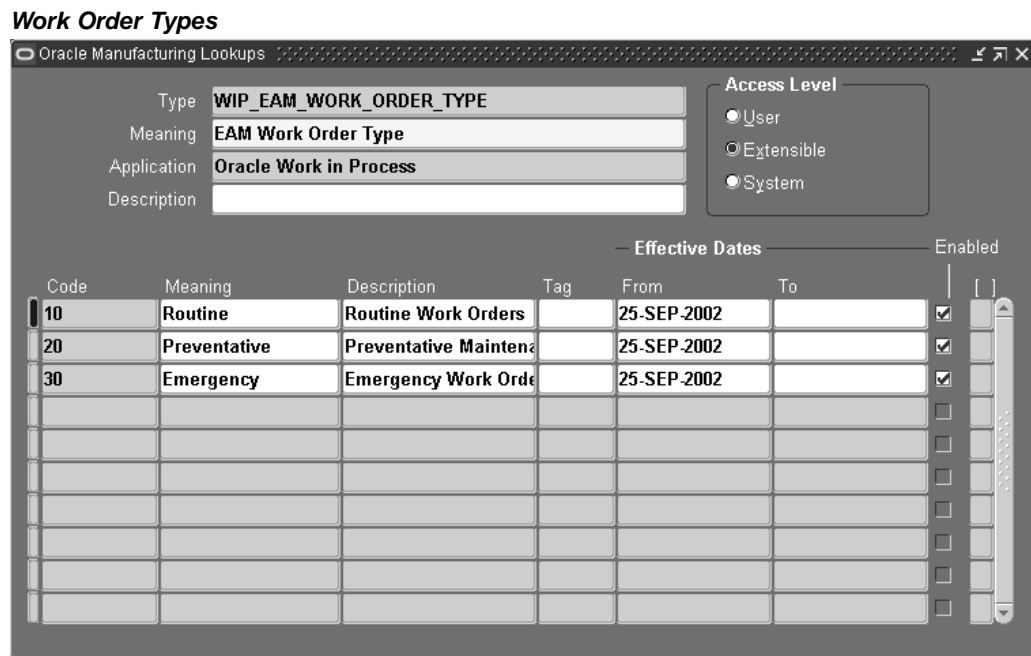 Work Order Types
Oracle Manufacturing Lookups
Type WIP_EAM_WORK_ORDER_TYPE
Meaning EAM Work Order Type
Application Oracle Work in Process
Description
Access Level
User
Extensible
System
Effective Dates Enabled
Code Meaning Description Tag From To [ ]
10 Routine Routine Work Orders 25-SEP-2002
20 Preventative Preventative Maintena 25-SEP-2002
30 Emergency Emergency Work Orde 25-SEP-2002